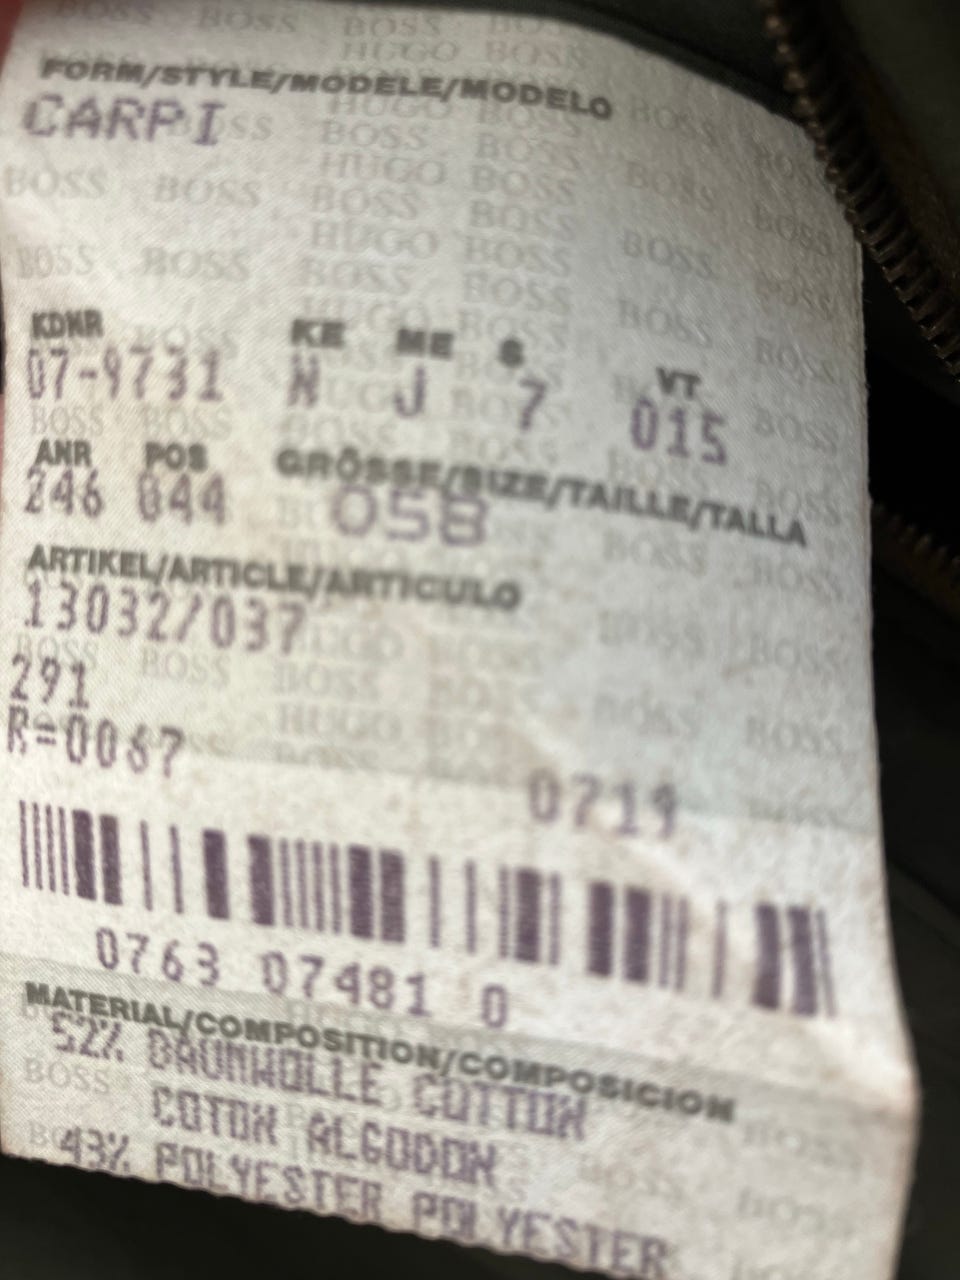 FORM/STYLE/MODELE/MODELO
CARPI
KDNR KE ME S VT
07-9731 N J 7 015
ANR POS GRÖSSE/SIZE/TAILLE/TALLA
246 044 058
ARTIKEL/ARTICLE/ARTICULO
13032/037
291
R=0067
0719
0763 07481 0
MATERIAL/COMPOSITION/COMPOSICION
52% BAUMWOLLE COTTON
COTON ALGODON
43% POLYESTER POLYESTER